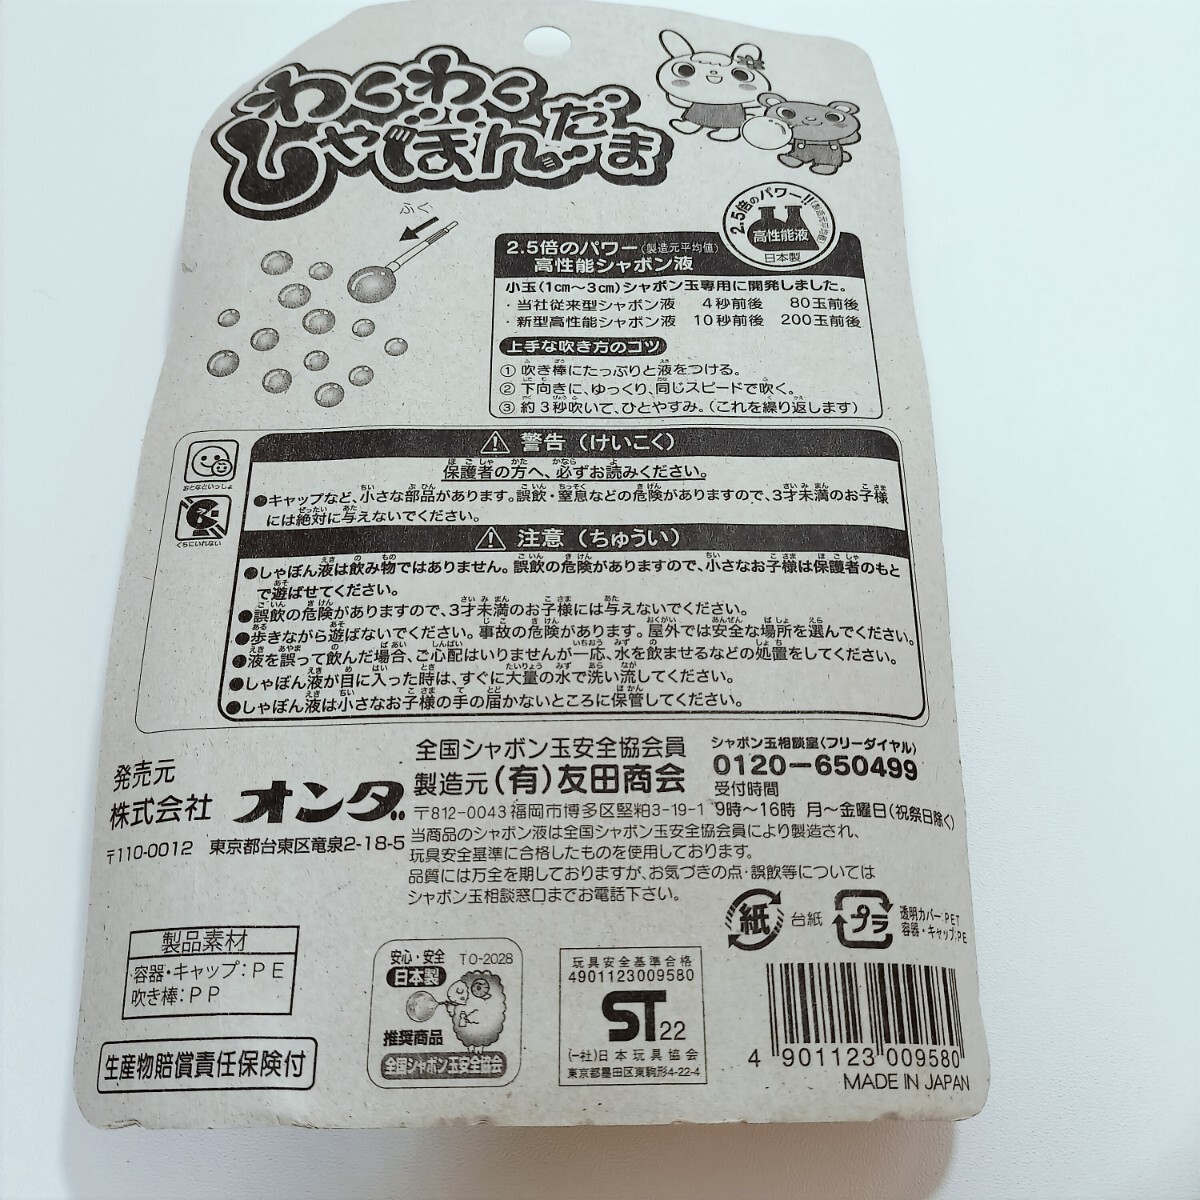 わくわく
しゃぼんだま
ふく
2.5倍のパワー!!
(製造元平均値)
高性能液
日本製
2.5倍のパワー(製造元平均値)
高性能シャボン液
小玉(1cm〜3cm)シャボン玉専用に開発しました。
・当社従来型シャボン液 4秒前後 80玉前後
・新型高性能シャボン液 10秒前後 200玉前後
上手な吹き方のコツ
① 吹き棒にたっぷりと液をつける。
② 下向きに、ゆっくり、同じスピードで吹く。
③ 約3秒吹いて、ひとやすみ。(これを繰り返します)
おとなといっしょ
くちにいれない
⚠ 警告(けいこく)
保護者の方へ、必ずお読みください。
●キャップなど、小さな部品があります。誤飲・窒息などの危険がありますので、3才未満のお子様
には絶対に与えないでください。
⚠ 注意(ちゅうい)
●しゃぼん液は飲み物ではありません。誤飲の危険がありますので、小さなお子様は保護者のもと
で遊ばせてください。
●誤飲の危険がありますので、3才未満のお子様には与えないでください。
●歩きながら遊ばないでください。事故の危険があります。屋外では安全な場所を選んでください。
●液を誤って飲んだ場合、ご心配はいりませんが一応、水を飲ませるなどの処置をしてください。
●しゃぼん液が目に入った時は、すぐに大量の水で洗い流してください。
●しゃぼん液は小さなお子様の手の届かないところに保管してください。
発売元
株式会社 オンダ
〒110-0012 東京都台東区竜泉2-18-5
全国シャボン玉安全協会員
製造元(有)友田商会
〒812-0043 福岡市博多区堅粕3-19-1
シャボン玉相談室(フリーダイヤル)
0120-650499
受付時間
9時〜16時 月〜金曜日(祝祭日除く)
当商品のシャボン液は全国シャボン玉安全協会員により製造され、
玩具安全基準に合格したものを使用しております。
品質には万全を期しておりますが、お気づきの点・誤飲等については
シャボン玉相談窓口までお電話下さい。
紙 台紙
プラ
透明カバー:PET
容器・キャップ:PE
製品素材
容器・キャップ:PE
吹き棒:PP
生産物賠償責任保険付
安心・安全 TO-2028
日本製
推奨商品
全国シャボン玉安全協会
玩具安全基準合格
4901123009580
ST 22
(一社)日本玩具協会
東京都墨田区東駒形4-22-4
4 901123 009580
MADE IN JAPAN